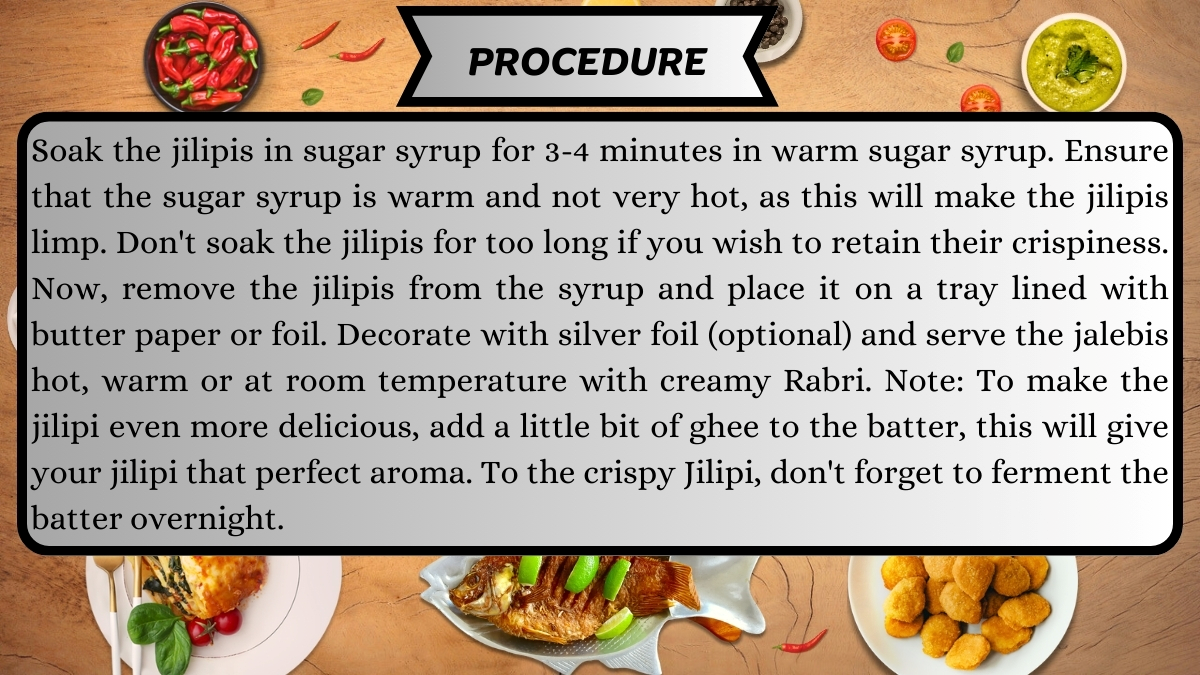 PROCEDURE
Soak the jilipis in sugar syrup for 3-4 minutes in warm sugar syrup. Ensure
that the sugar syrup is warm and not very hot, as this will make the jilipis
limp. Don't soak the jilipis for too long if you wish to retain their crispiness.
Now, remove the jilipis from the syrup and place it on a tray lined with
butter paper or foil. Decorate with silver foil (optional) and serve the jalebis
hot, warm or at room temperature with creamy Rabri. Note: To make the
jilipi even more delicious, add a little bit of ghee to the batter, this will give
your jilipi that perfect aroma. To the crispy Jilipi, don't forget to ferment the
batter overnight.